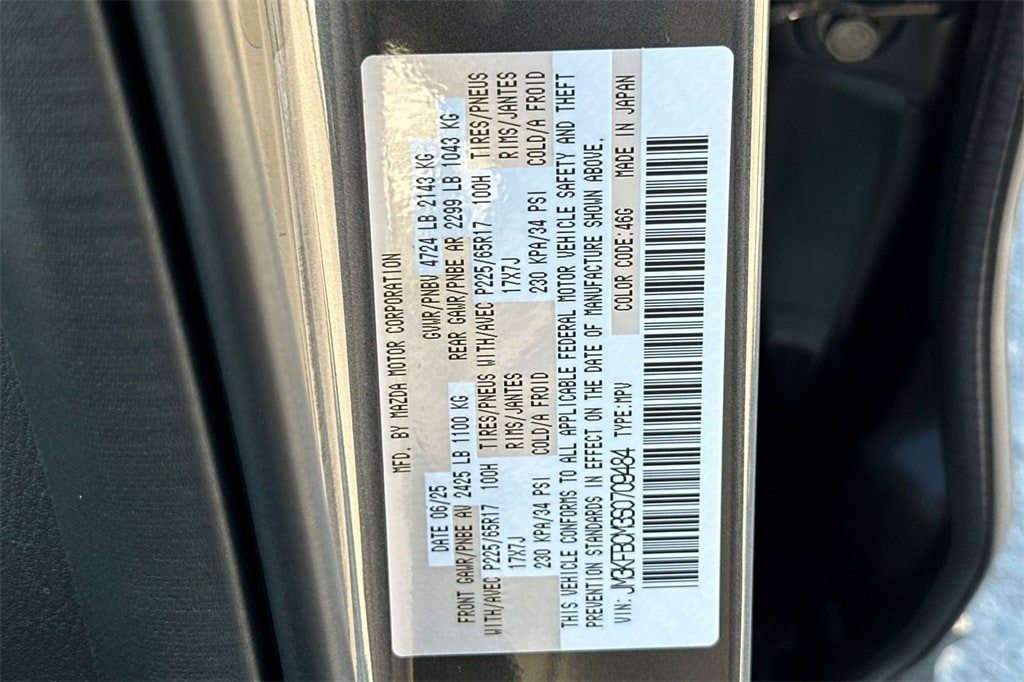 MFD. BY MAZDA MOTOR CORPORATION
DATE 06/25 GVWR/PNBV 4724 LB 2143 KG
FRONT GAWR/PNBE AV 2425 LB 1100 KG REAR GAWR/PNBE AR 2299 LB 1043 KG
WITH/AVEC P225/65R17 100H TIRES/PNEUS WITH/AVEC P225/65R17 100H TIRES/PNEUS
17X7J RIMS/JANTES 17X7J RIMS/JANTES
230 KPA/34 PSI COLD/A FROID 230 KPA/34 PSI COLD/A FROID
THIS VEHICLE CONFORMS TO ALL APPLICABLE FEDERAL MOTOR VEHICLE SAFETY AND THEFT
PREVENTION STANDARDS IN EFFECT ON THE DATE OF MANUFACTURE SHOWN ABOVE.
VIN: JM3KFBCM3S0709484 TYPE:MPV COLOR CODE:46G MADE IN JAPAN